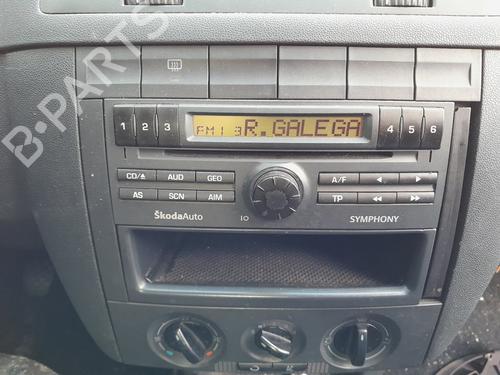 B-PARTS
1 2 3
FM1 3 R. GALEGA
4 5 6
CD/⏏ AUD GEO
A/F ◀ ▶
AS SCN AIM
TP ◀◀ ▶▶
ŠkodaAuto
IO
SYMPHONY